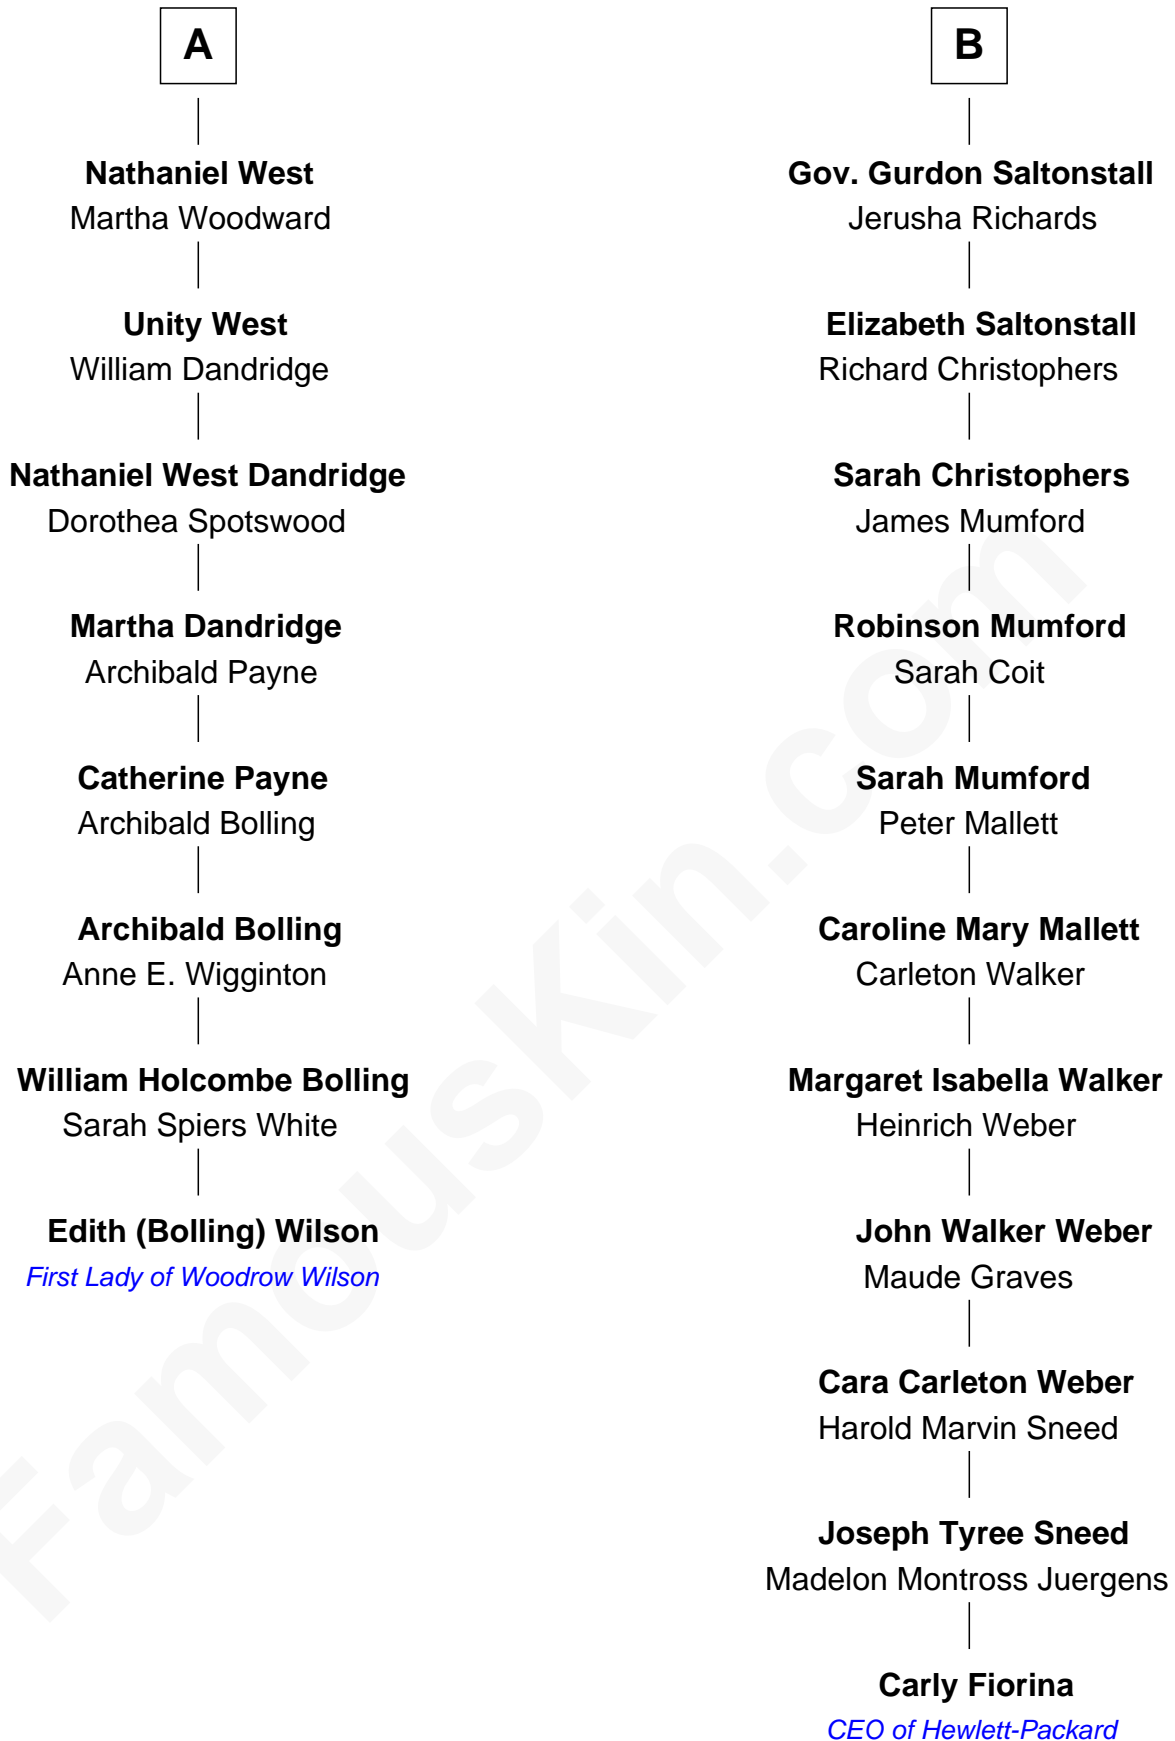 A
Nathaniel West
Martha Woodward
Unity West
William Dandridge
Nathaniel West Dandridge
Dorothea Spotswood
Martha Dandridge
Archibald Payne
Catherine Payne
Archibald Bolling
Archibald Bolling
Anne E. Wigginton
William Holcombe Bolling
Sarah Spiers White
Edith (Bolling) Wilson
First Lady of Woodrow Wilson
B
Gov. Gurdon Saltonstall
Jerusha Richards
Elizabeth Saltonstall
Richard Christophers
Sarah Christophers
James Mumford
Robinson Mumford
Sarah Coit
Sarah Mumford
Peter Mallett
Caroline Mary Mallett
Carleton Walker
Margaret Isabella Walker
Heinrich Weber
John Walker Weber
Maude Graves
Cara Carleton Weber
Harold Marvin Sneed
Joseph Tyree Sneed
Madelon Montross Juergens
Carly Fiorina
CEO of Hewlett-Packard
FamousKin.com